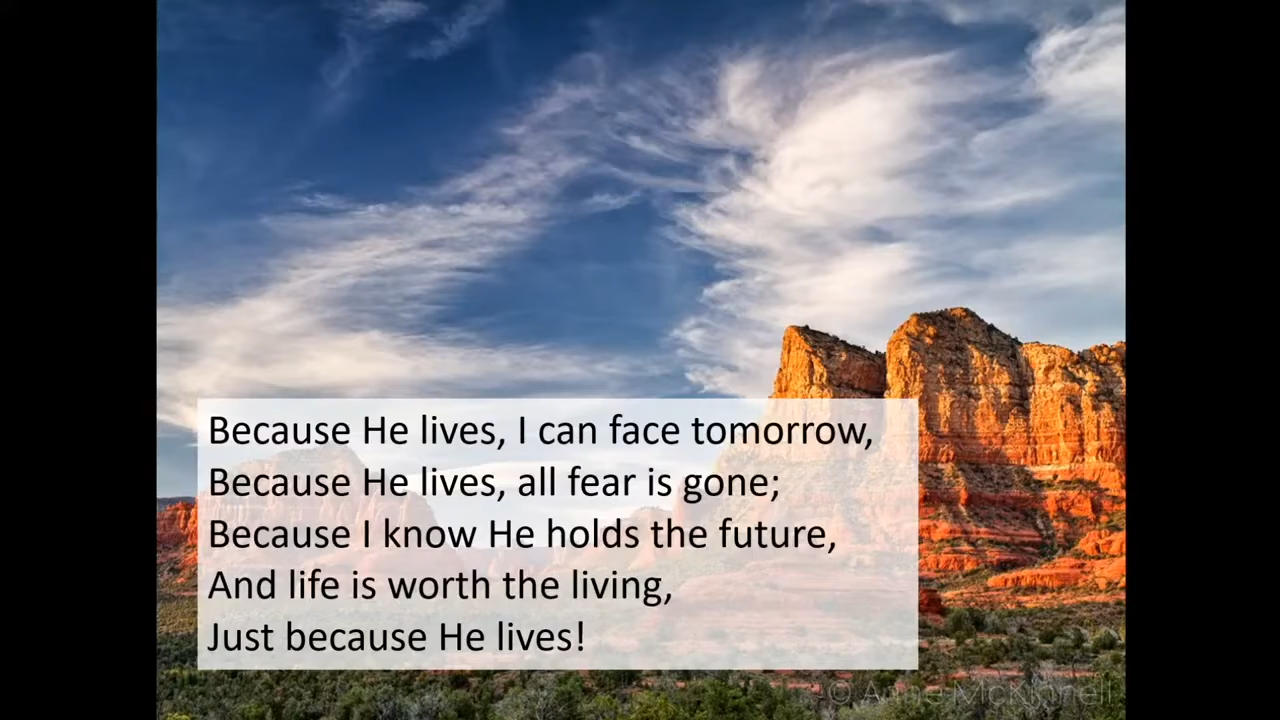 Because He lives, I can face tomorrow,
Because He lives, all fear is gone;
Because I know He holds the future,
And life is worth the living,
Just because He lives!
© Anne McKinnell